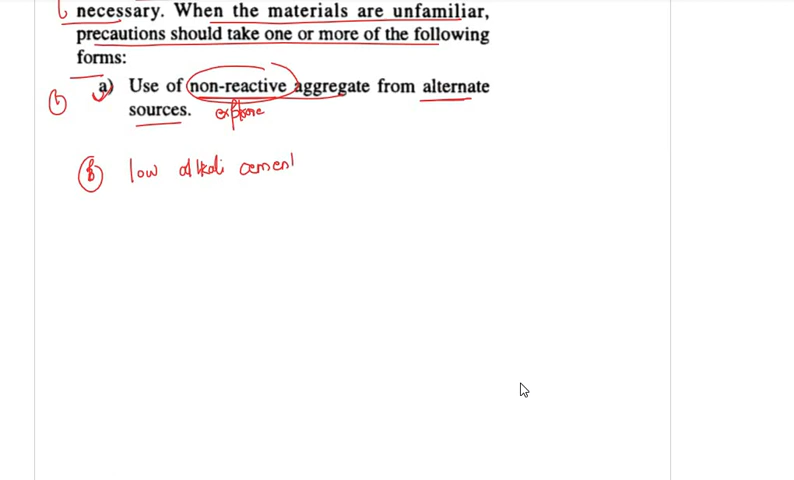 necessary. When the materials are unfamiliar,
precautions should take one or more of the following
forms:
a) Use of non-reactive aggregate from alternate
sources. explore
low alkali cement